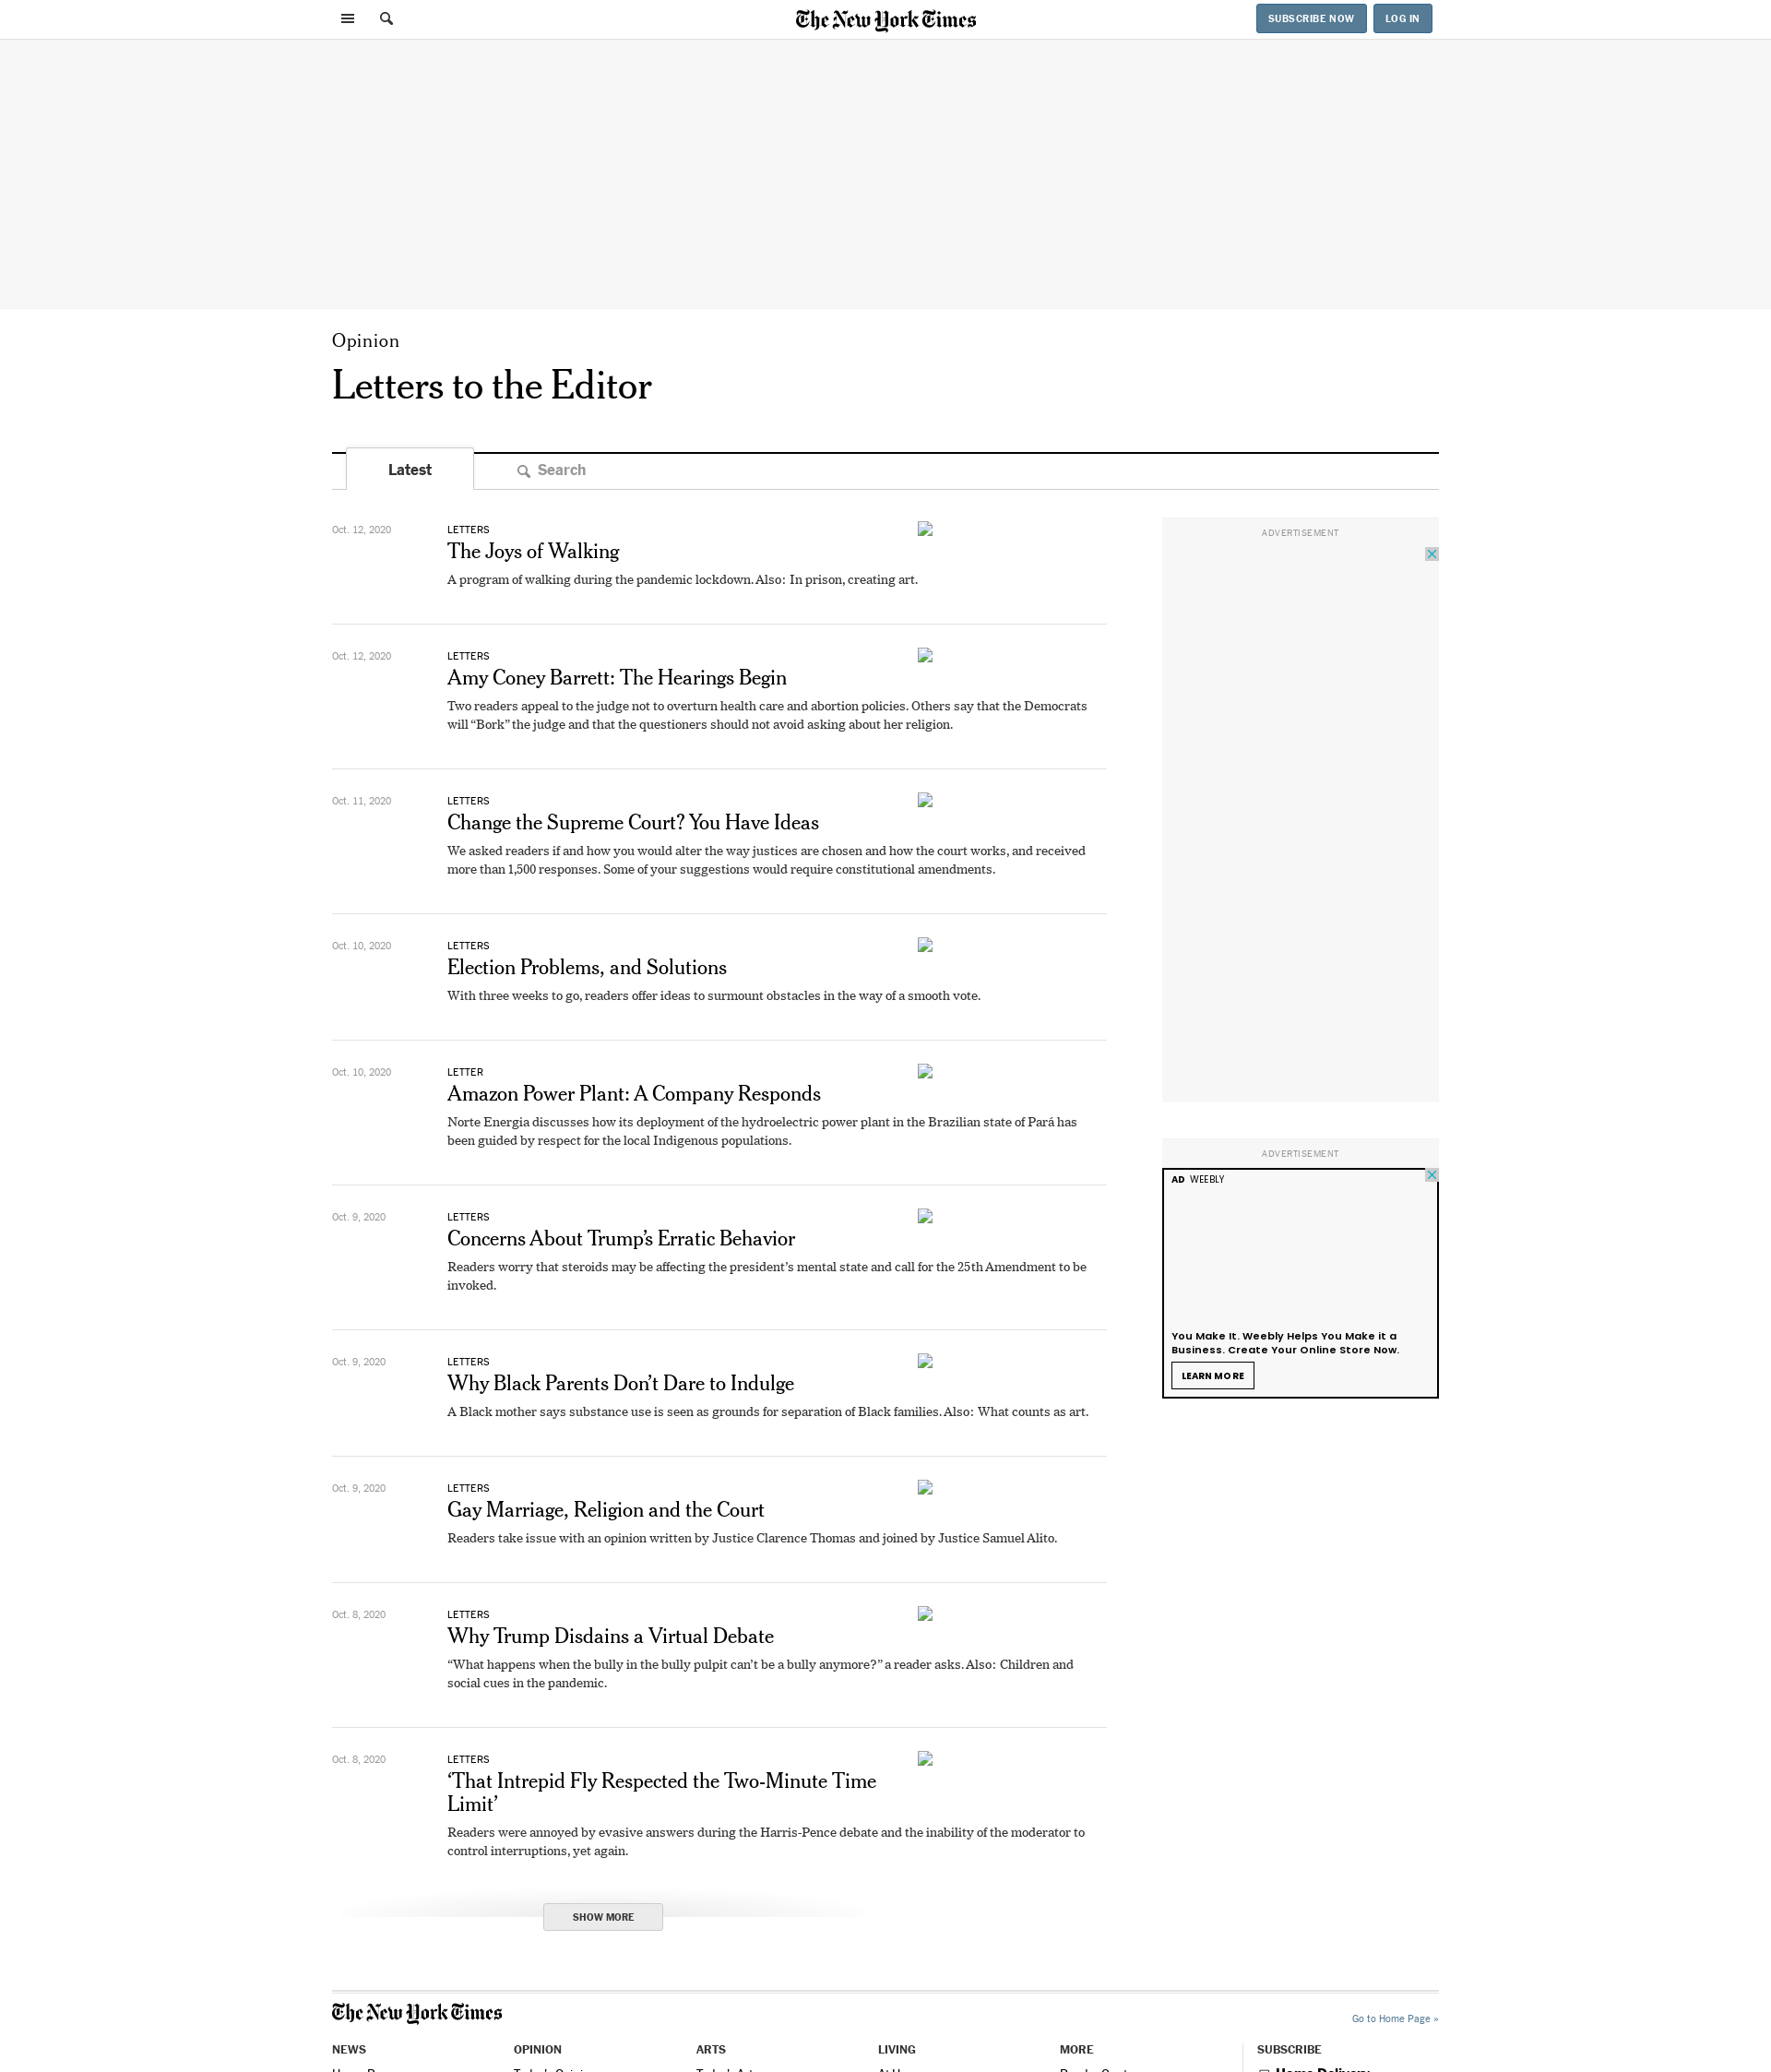 The New York Times
SUBSCRIBE NOW
LOG IN
Opinion
Letters to the Editor
Latest
Search
Oct. 12, 2020
LETTERS
The Joys of Walking
A program of walking during the pandemic lockdown. Also: In prison, creating art.
Oct. 12, 2020
LETTERS
Amy Coney Barrett: The Hearings Begin
Two readers appeal to the judge not to overturn health care and abortion policies. Others say that the Democrats
will “Bork” the judge and that the questioners should not avoid asking about her religion.
Oct. 11, 2020
LETTERS
Change the Supreme Court? You Have Ideas
We asked readers if and how you would alter the way justices are chosen and how the court works, and received
more than 1,500 responses. Some of your suggestions would require constitutional amendments.
Oct. 10, 2020
LETTERS
Election Problems, and Solutions
With three weeks to go, readers offer ideas to surmount obstacles in the way of a smooth vote.
Oct. 10, 2020
LETTER
Amazon Power Plant: A Company Responds
Norte Energia discusses how its deployment of the hydroelectric power plant in the Brazilian state of Pará has
been guided by respect for the local Indigenous populations.
Oct. 9, 2020
LETTERS
Concerns About Trump’s Erratic Behavior
Readers worry that steroids may be affecting the president’s mental state and call for the 25th Amendment to be
invoked.
Oct. 9, 2020
LETTERS
Why Black Parents Don’t Dare to Indulge
A Black mother says substance use is seen as grounds for separation of Black families. Also: What counts as art.
Oct. 9, 2020
LETTERS
Gay Marriage, Religion and the Court
Readers take issue with an opinion written by Justice Clarence Thomas and joined by Justice Samuel Alito.
Oct. 8, 2020
LETTERS
Why Trump Disdains a Virtual Debate
“What happens when the bully in the bully pulpit can’t be a bully anymore?” a reader asks. Also: Children and
social cues in the pandemic.
Oct. 8, 2020
LETTERS
‘That Intrepid Fly Respected the Two-Minute Time
Limit’
Readers were annoyed by evasive answers during the Harris-Pence debate and the inability of the moderator to
control interruptions, yet again.
SHOW MORE
ADVERTISEMENT
ADVERTISEMENT
AD WEEBLY
You Make It. Weebly Helps You Make it a
Business. Create Your Online Store Now.
LEARN MORE
The New York Times
Go to Home Page »
NEWS
OPINION
ARTS
LIVING
MORE
SUBSCRIBE